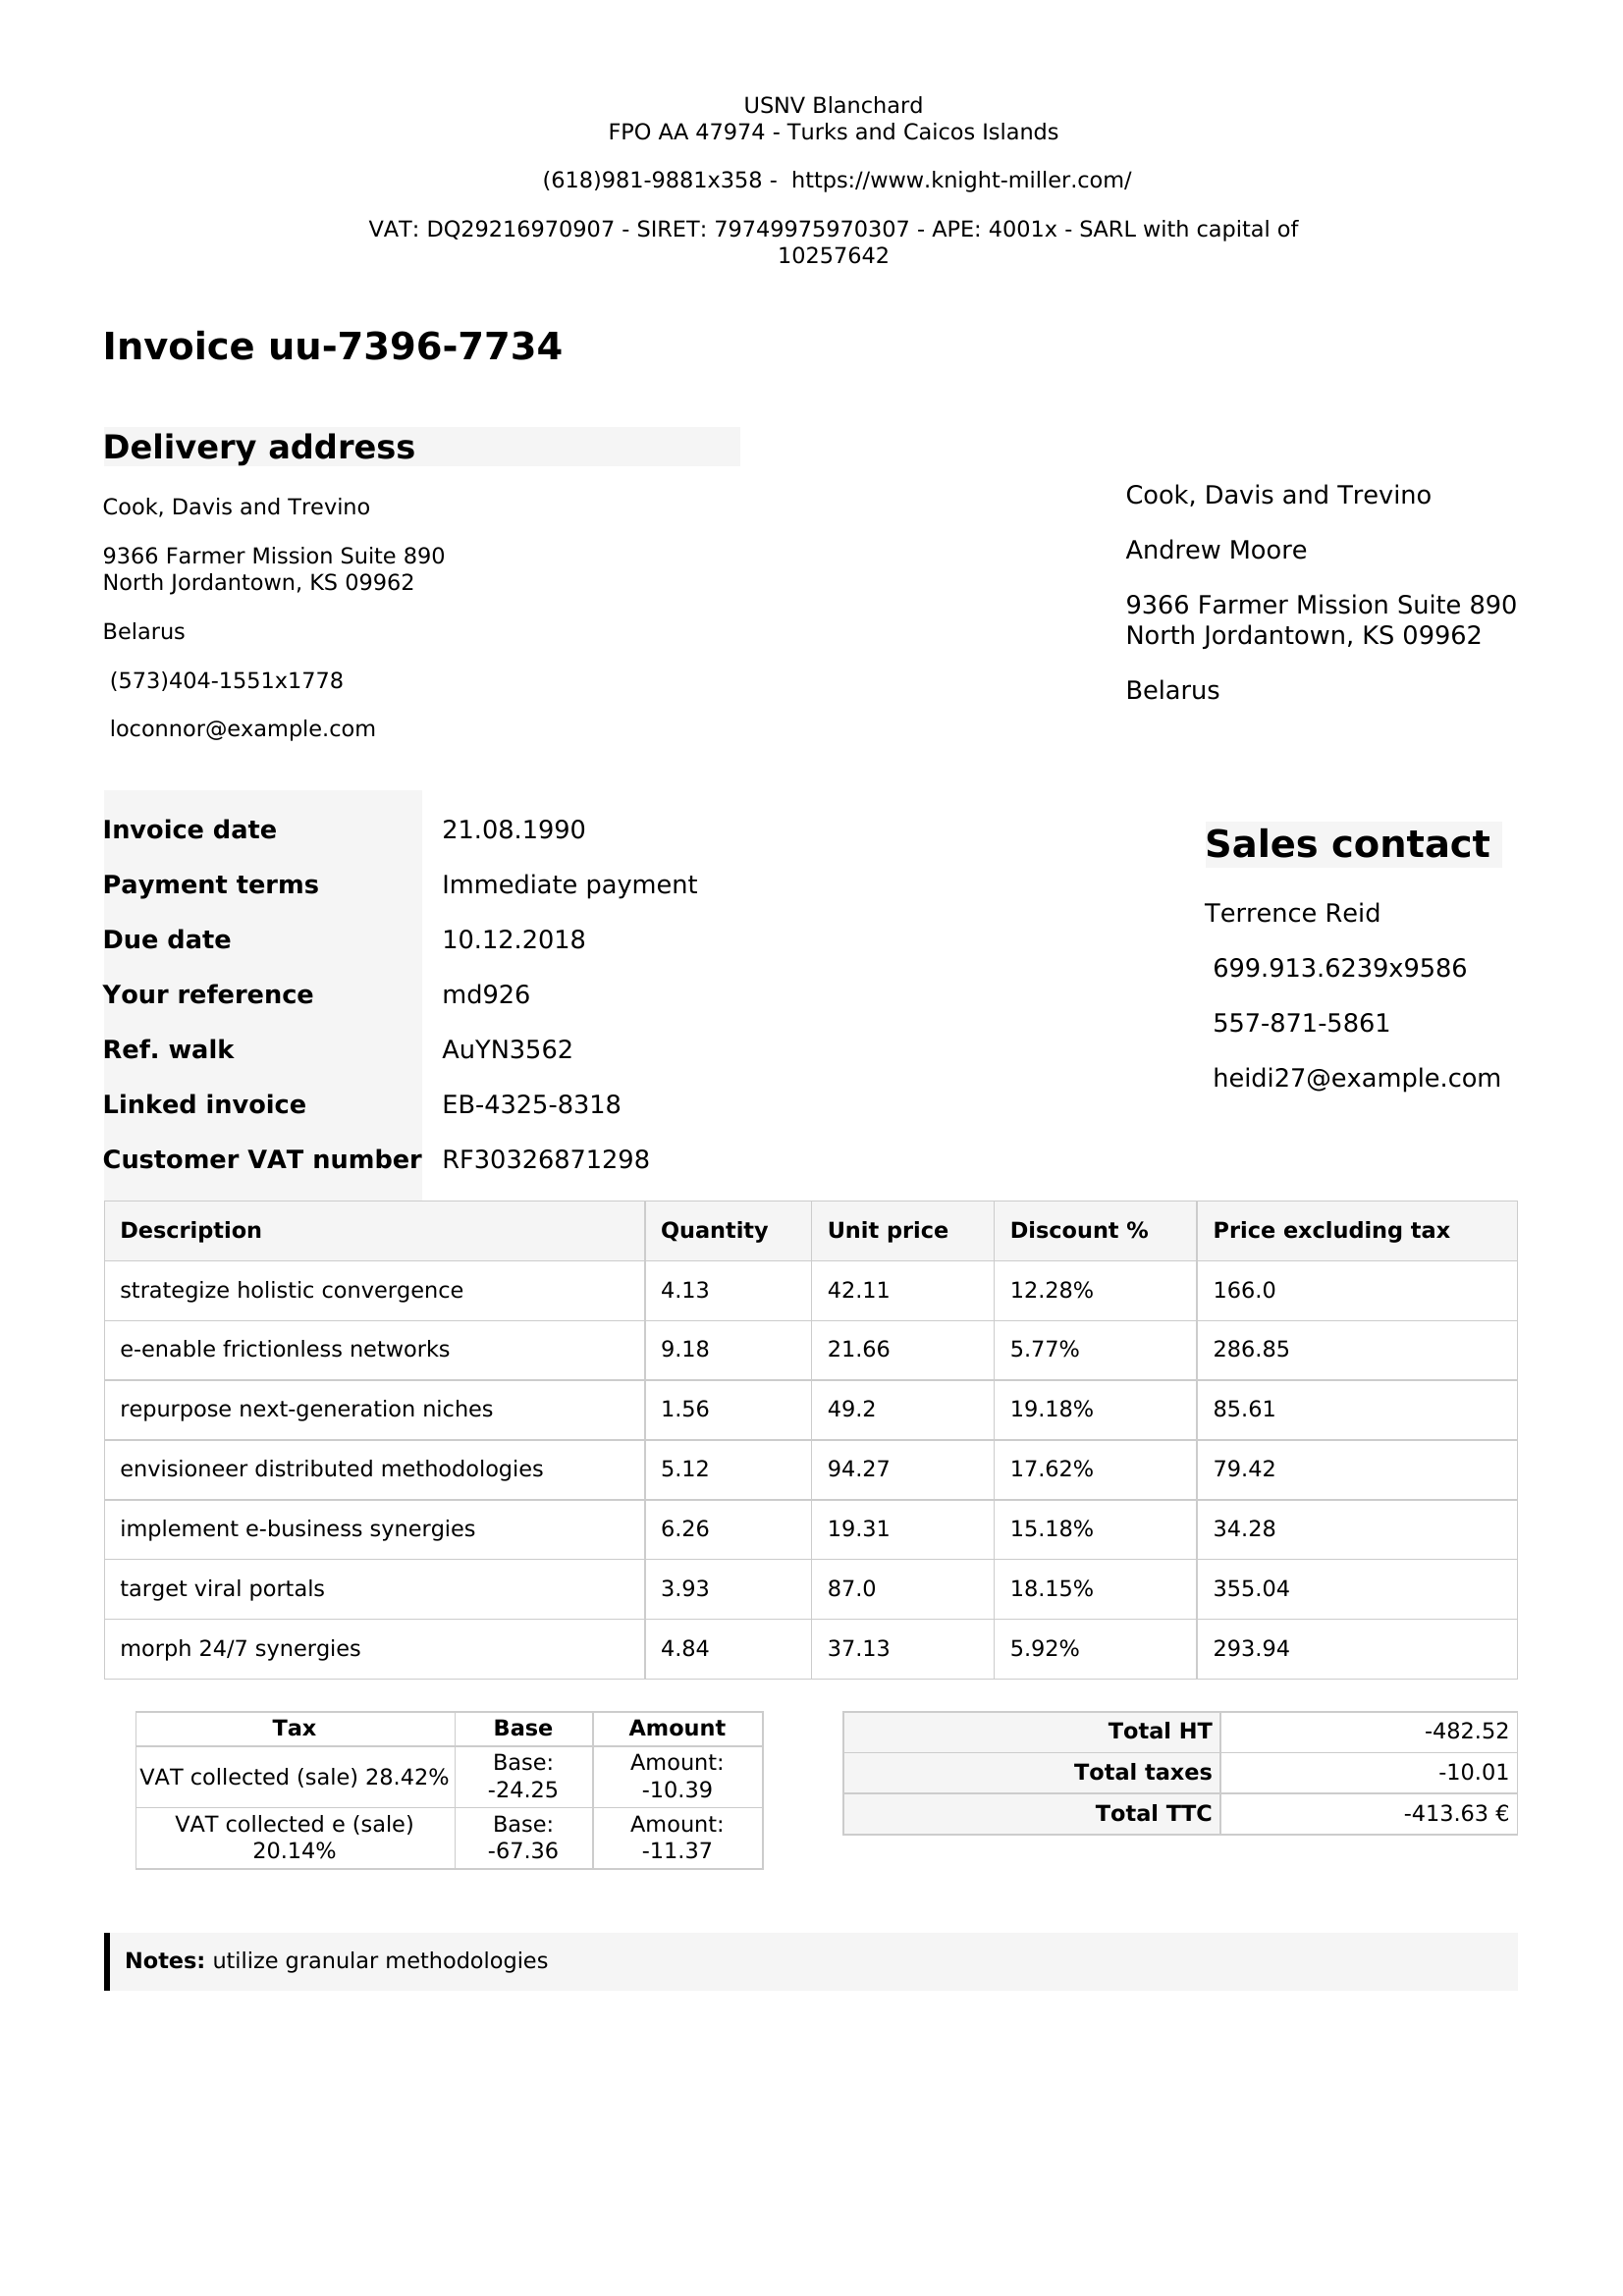 USNV Blanchard
FPO AA 47974 - Turks and Caicos Islands
(618)981-9881x358 -  https://www.knight-miller.com/
VAT: DQ29216970907 - SIRET: 79749975970307 - APE: 4001x - SARL with capital of
10257642
Invoice uu-7396-7734
Delivery address
Cook, Davis and Trevino
9366 Farmer Mission Suite 890
North Jordantown, KS 09962
Belarus
(573)404-1551x1778
loconnor@example.com
Cook, Davis and Trevino
Andrew Moore
9366 Farmer Mission Suite 890
North Jordantown, KS 09962
Belarus
Invoice date 21.08.1990
Payment terms Immediate payment
Due date 10.12.2018
Your reference md926
Ref. walk AuYN3562
Linked invoice EB-4325-8318
Customer VAT number RF30326871298
Sales contact
Terrence Reid
699.913.6239x9586
557-871-5861
heidi27@example.com
Description Quantity Unit price Discount % Price excluding tax
strategize holistic convergence 4.13 42.11 12.28% 166.0
e-enable frictionless networks 9.18 21.66 5.77% 286.85
repurpose next-generation niches 1.56 49.2 19.18% 85.61
envisioneer distributed methodologies 5.12 94.27 17.62% 79.42
implement e-business synergies 6.26 19.31 15.18% 34.28
target viral portals 3.93 87.0 18.15% 355.04
morph 24/7 synergies 4.84 37.13 5.92% 293.94
Tax Base Amount
VAT collected (sale) 28.42% Base: -24.25 Amount: -10.39
VAT collected e (sale) 20.14% Base: -67.36 Amount: -11.37
Total HT -482.52
Total taxes -10.01
Total TTC -413.63 €
Notes: utilize granular methodologies